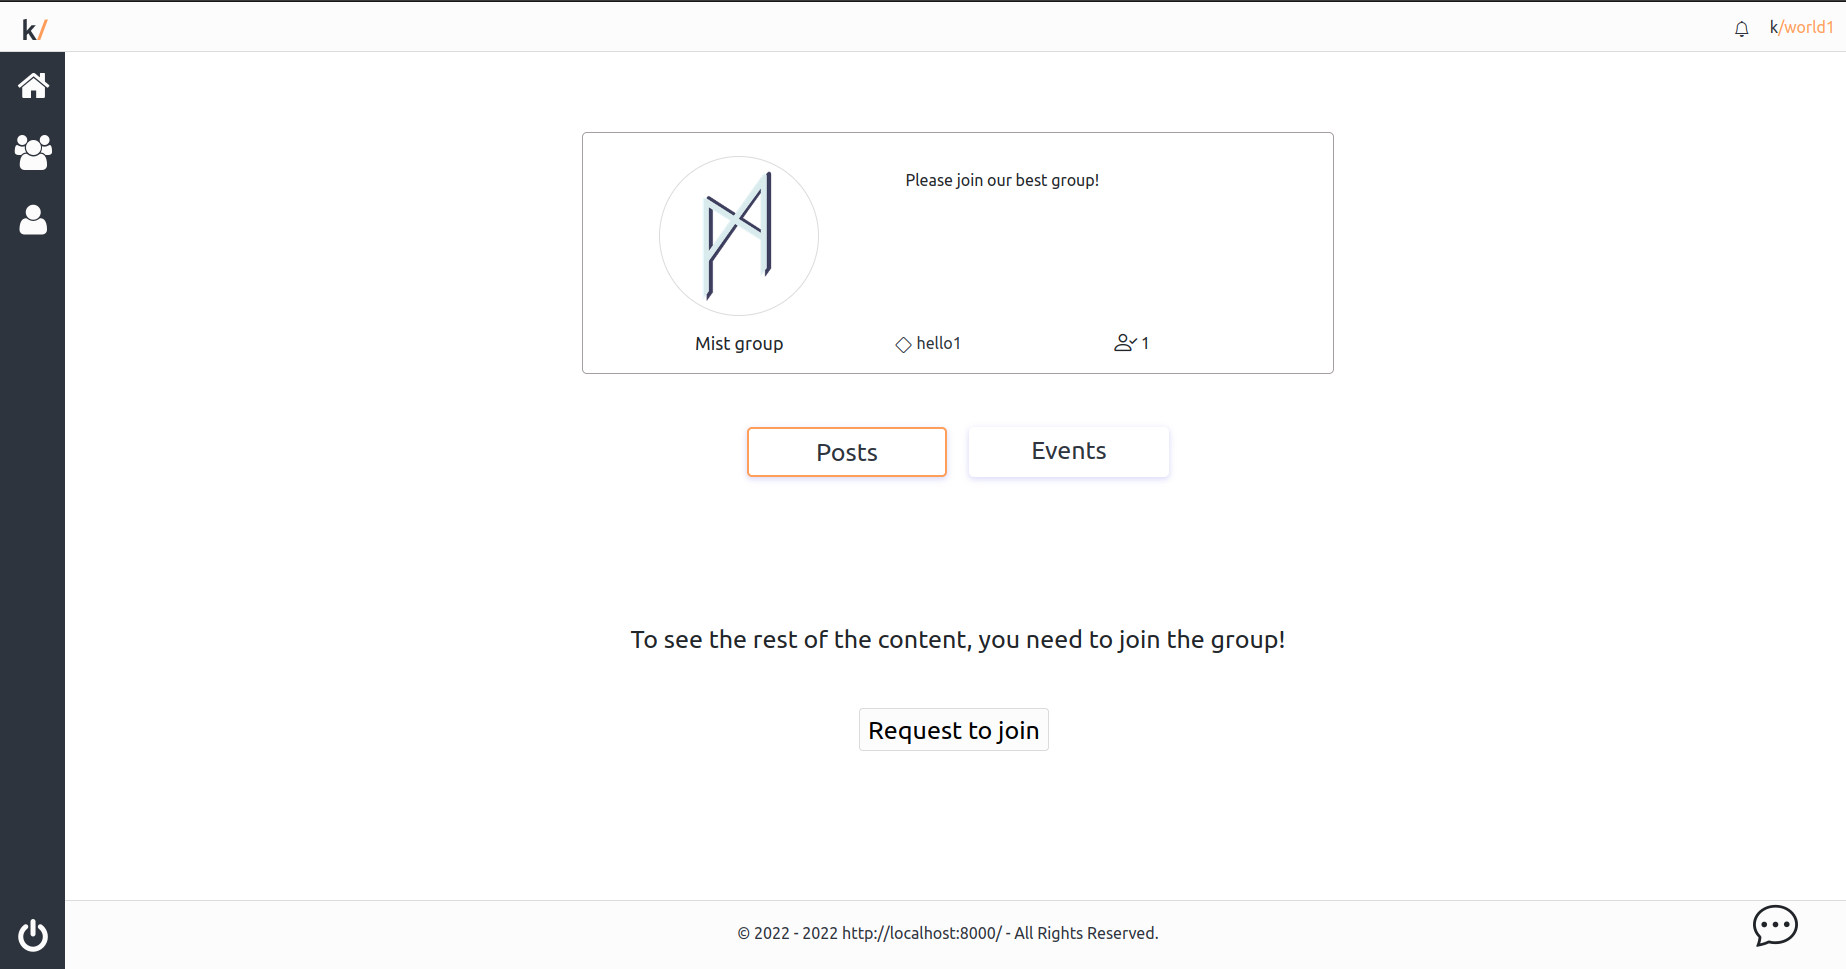 k/
k/world1
Please join our best group!
Mist group
hello1
1
Posts
Events
To see the rest of the content, you need to join the group!
Request to join
© 2022 - 2022 http://localhost:8000/ - All Rights Reserved.